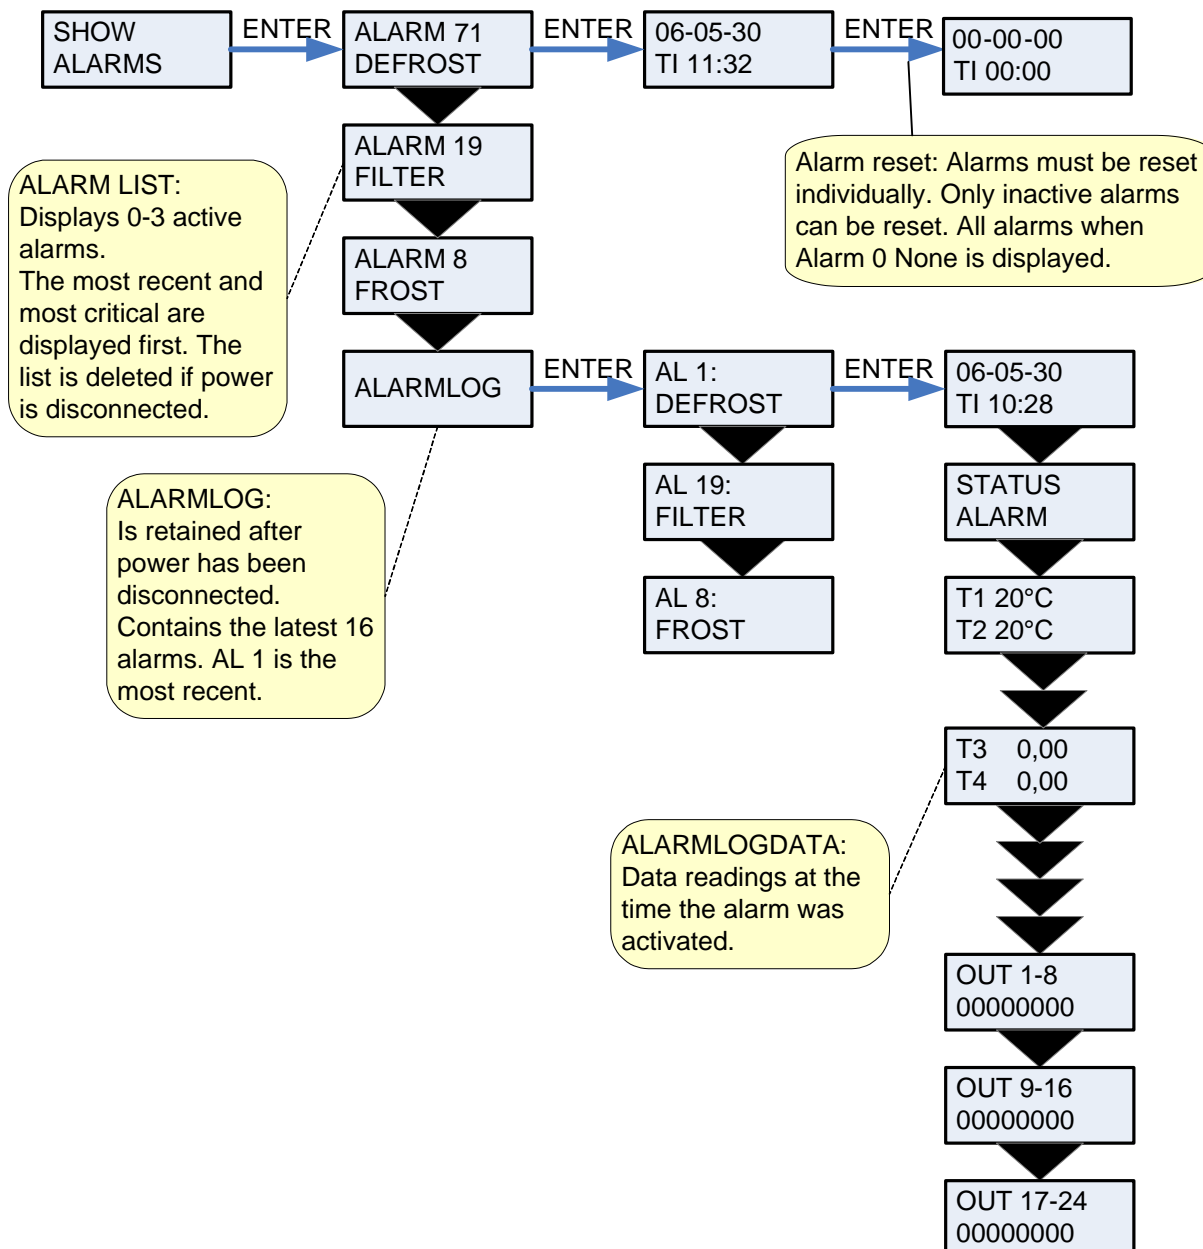 SHOW
ALARMS
ENTER
ALARM 71
DEFROST
ENTER
06-05-30
TI 11:32
ENTER
00-00-00
TI 00:00
ALARM 19
FILTER
ALARM LIST:
Displays 0-3 active
alarms.
The most recent and
most critical are
displayed first. The
list is deleted if power
is disconnected.
Alarm reset: Alarms must be reset
individually. Only inactive alarms
can be reset. All alarms when
Alarm 0 None is displayed.
ALARM 8
FROST
ALARMLOG
ENTER
AL 1:
DEFROST
ENTER
06-05-30
TI 10:28
ALARMLOG:
Is retained after
power has been
disconnected.
Contains the latest 16
alarms. AL 1 is the
most recent.
AL 19:
FILTER
STATUS
ALARM
AL 8:
FROST
T1 20°C
T2 20°C
T3 0,00
T4 0,00
ALARMLOGDATA:
Data readings at the
time the alarm was
activated.
OUT 1-8
00000000
OUT 9-16
00000000
OUT 17-24
00000000